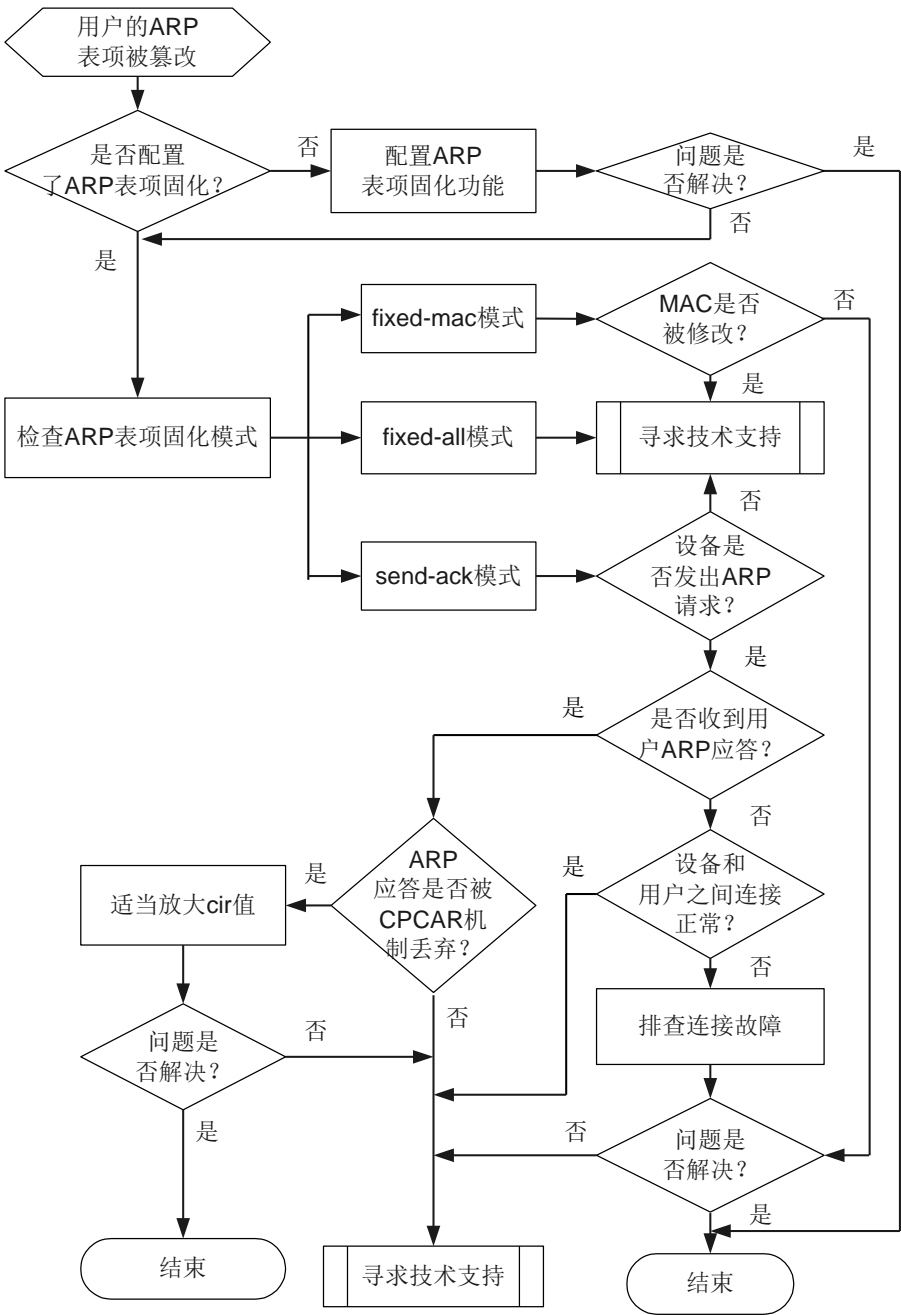 用户的ARP
表项被篡改
是否配置
了ARP表项固化？
否
配置ARP
表项固化功能
问题是
否解决？
是
否
是
fixed-mac模式
MAC是否
被修改？
否
是
检查ARP表项固化模式
fixed-all模式
寻求技术支持
否
send-ack模式
设备是
否发出ARP
请求？
是
是否收到用
户ARP应答？
是
否
ARP
应答是否被
CPCAR机
制丢弃？
是
适当放大cir值
设备和
用户之间连接
正常？
是
否
否
排查连接故障
问题是
否解决？
否
是
问题是
否解决？
否
是
结束
寻求技术支持
结束